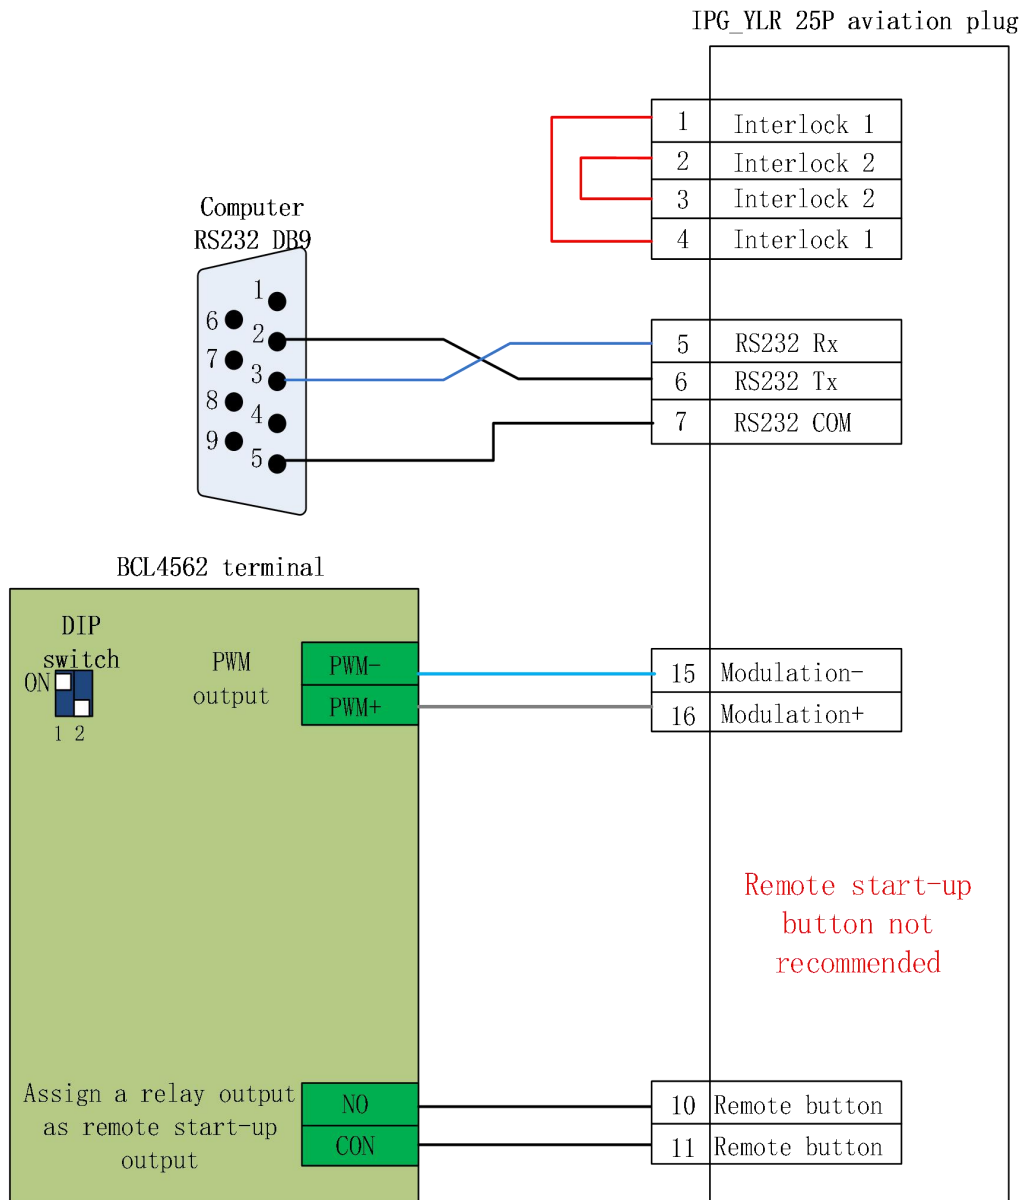 IPG_YLR 25P aviation plug
1 Interlock 1
2 Interlock 2
3 Interlock 2
4 Interlock 1
Computer
RS232 DB9
1
6
2
7
3
8
4
9
5
5 RS232 Rx
6 RS232 Tx
7 RS232 COM
BCL4562 terminal
DIP
switch
ON
1 2
PWM
output
PWM-
PWM+
15 Modulation-
16 Modulation+
Remote start-up
button not
recommended
Assign a relay output
as remote start-up
output
NO
CON
10 Remote button
11 Remote button